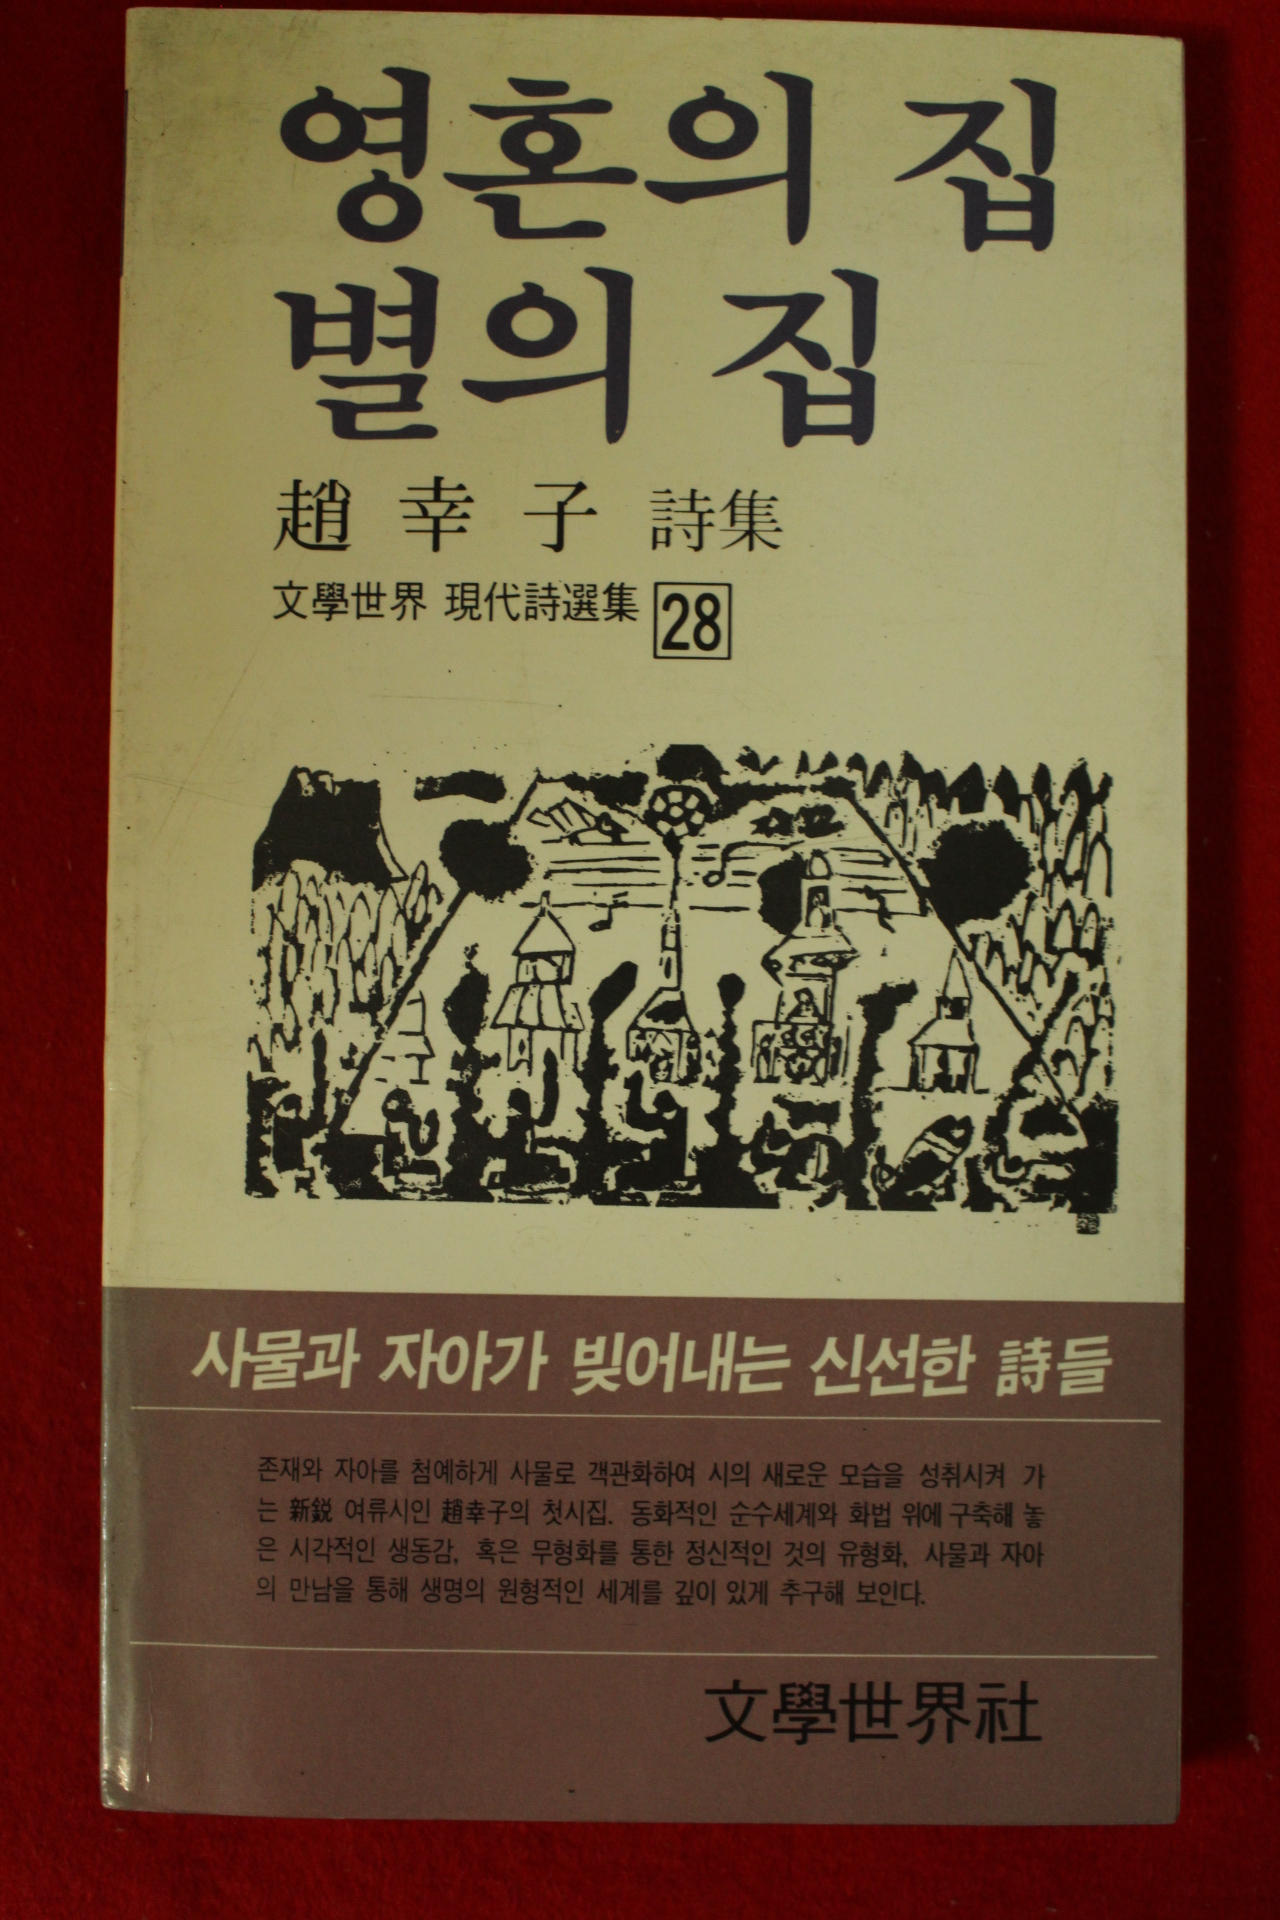 영혼의 집
별의 집
趙幸子 詩集
文學世界 現代詩選集 28
사물과 자아가 빚어내는 신선한 詩들
존재와 자아를 첨예하게 사물로 객관화하여 시의 새로운 모습을 성취시켜 가
는 新鋭 여류시인 趙幸子의 첫시집. 동화적인 순수세계와 화법 위에 구축해 놓
은 시각적인 생동감, 혹은 무형화를 통한 정신적인 것의 유형화, 사물과 자아
의 만남을 통해 생명의 원형적인 세계를 깊이 있게 추구해 보인다.
文學世界社